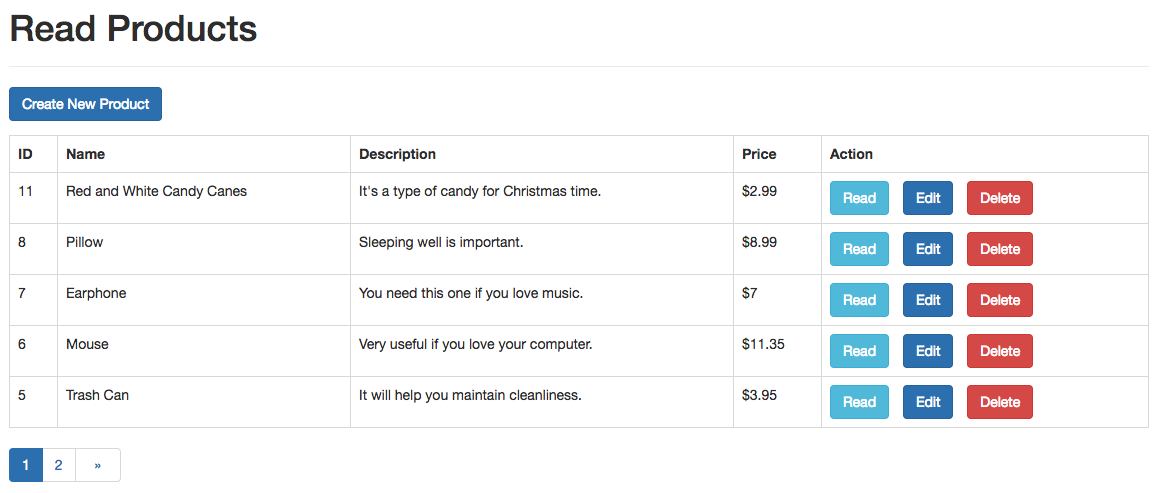 Read Products
Create New Product
ID Name Description Price Action
11 Red and White Candy Canes It's a type of candy for Christmas time. $2.99 Read Edit Delete
8 Pillow Sleeping well is important. $8.99 Read Edit Delete
7 Earphone You need this one if you love music. $7 Read Edit Delete
6 Mouse Very useful if you love your computer. $11.35 Read Edit Delete
5 Trash Can It will help you maintain cleanliness. $3.95 Read Edit Delete
1 2 »